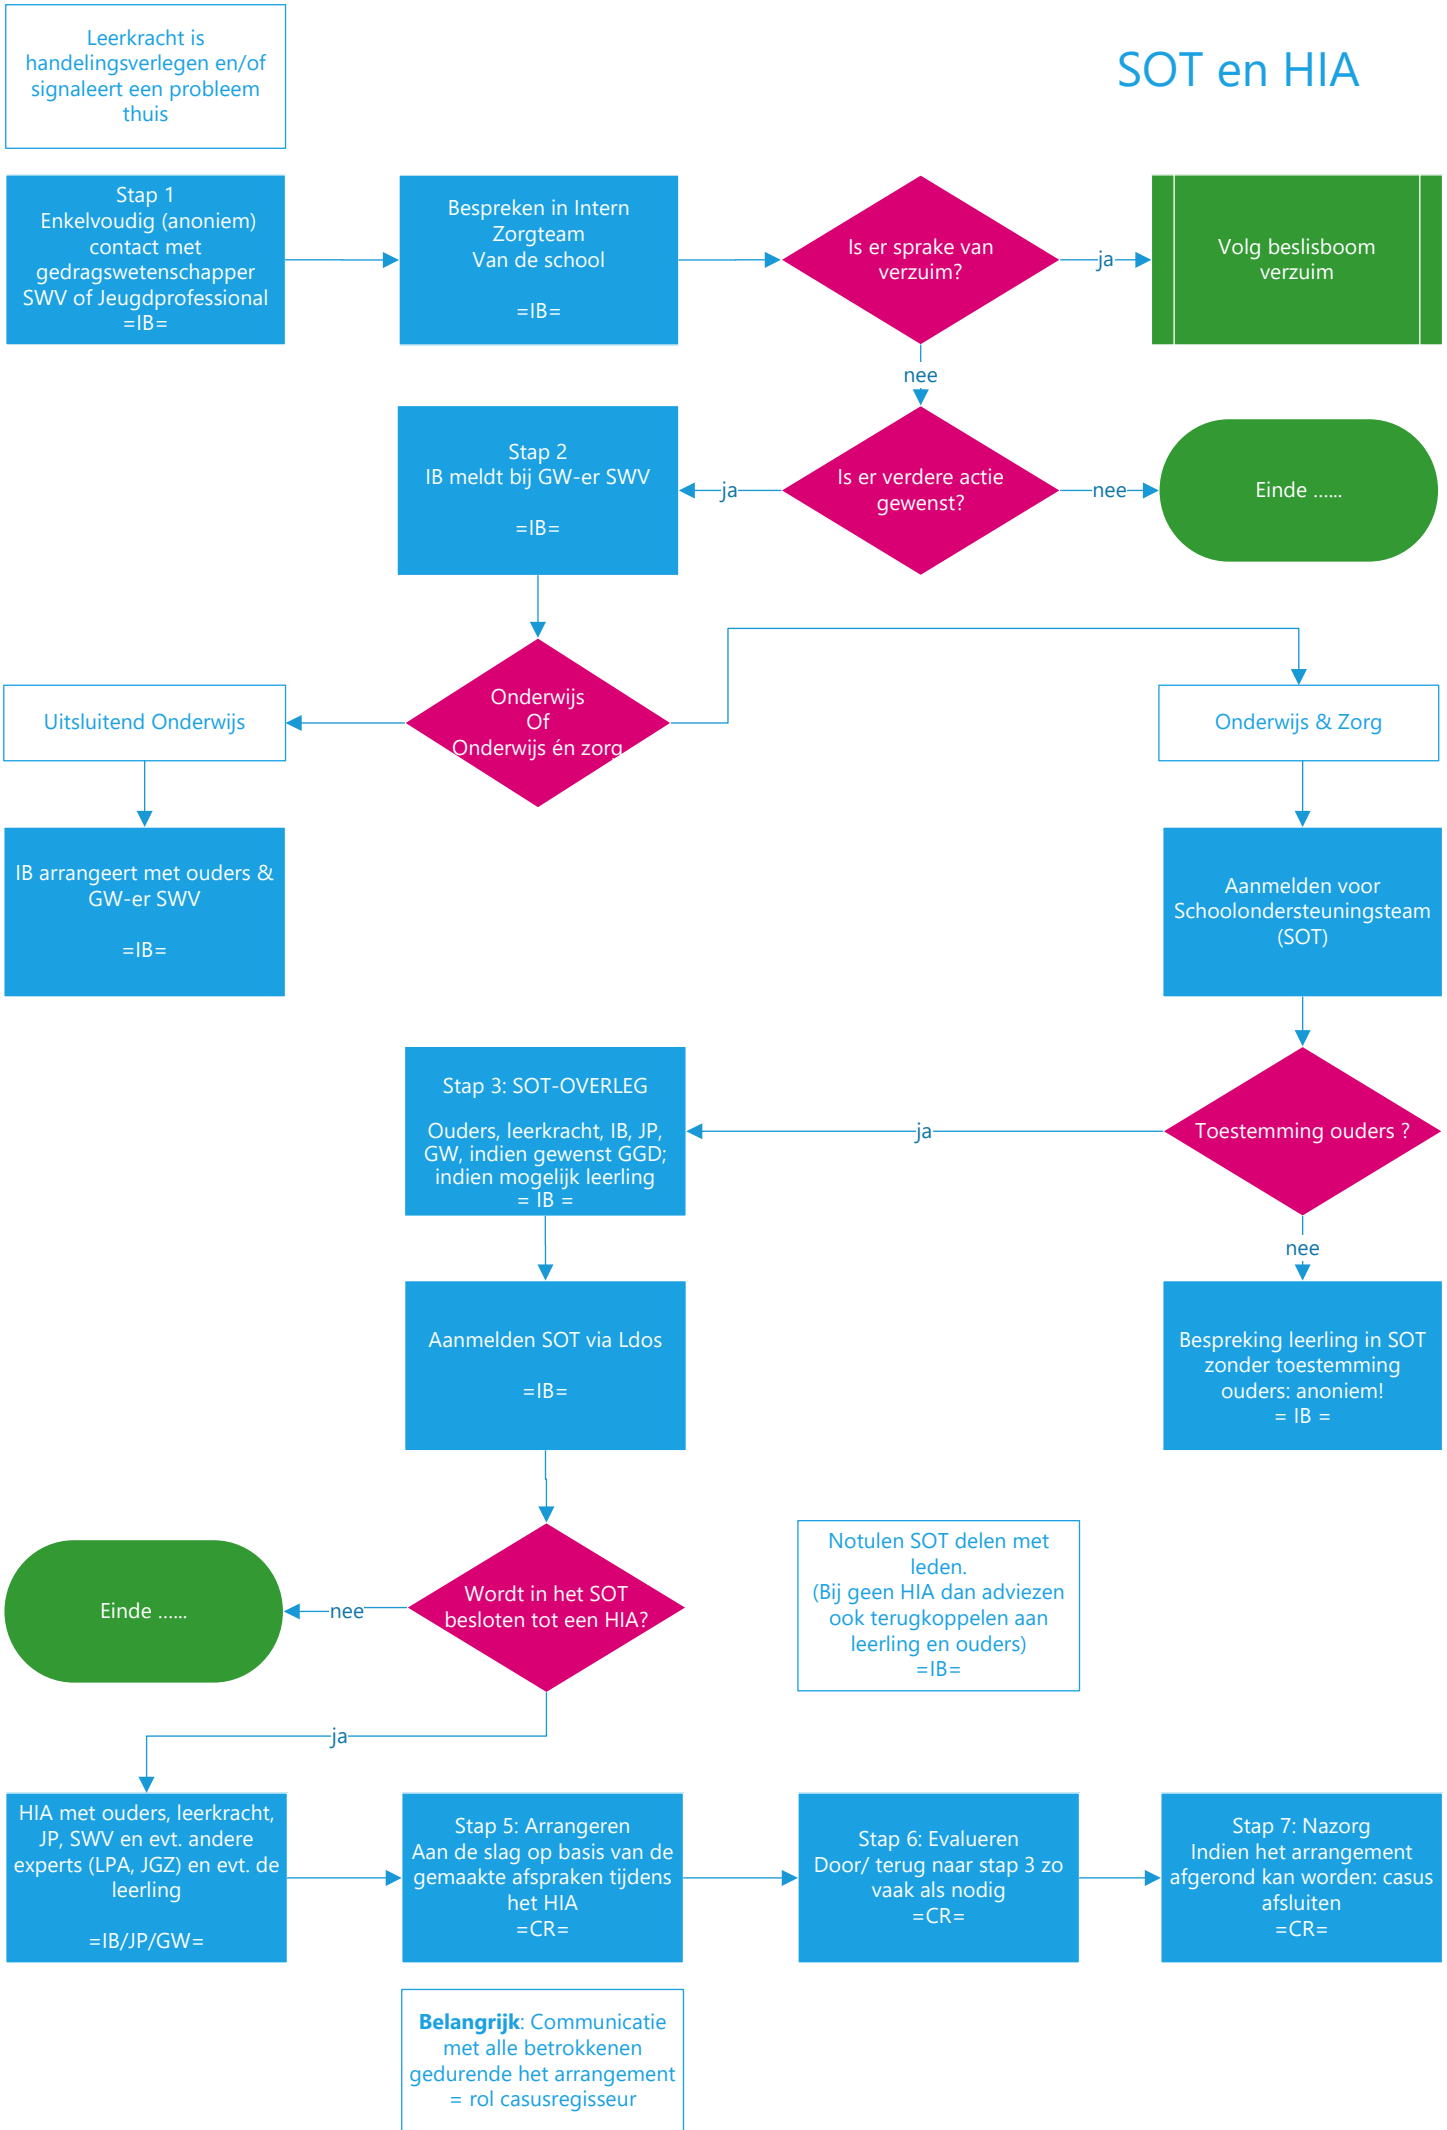 Leerkracht is
handelingsverlegen en/of
signaleert een probleem
thuis
SOT en HIA
Stap 1
Enkelvoudig (anoniem)
contact met
gedragswetenschapper
SWV of Jeugdprofessional
=IB=
Bespreken in Intern
Zorgteam
Van de school
=IB=
Is er sprake van
verzuim?
ja
Volg beslisboom
verzuim
nee
Stap 2
IB meldt bij GW-er SWV
=IB=
ja
Is er verdere actie
gewenst?
nee
Einde ......
Uitsluitend Onderwijs
Onderwijs
Of
Onderwijs én zorg
Onderwijs & Zorg
IB arrangeert met ouders &
GW-er SWV
=IB=
Aanmelden voor
Schoolondersteuningsteam
(SOT)
Stap 3: SOT-OVERLEG
Ouders, leerkracht, IB, JP,
GW, indien gewenst GGD;
indien mogelijk leerling
= IB =
ja
Toestemming ouders ?
nee
Aanmelden SOT via Ldos
=IB=
Bespreking leerling in SOT
zonder toestemming
ouders: anoniem!
= IB =
Einde ......
nee
Wordt in het SOT
besloten tot een HIA?
Notulen SOT delen met
leden.
(Bij geen HIA dan adviezen
ook terugkoppelen aan
leerling en ouders)
=IB=
ja
HIA met ouders, leerkracht,
JP, SWV en evt. andere
experts (LPA, JGZ) en evt. de
leerling
=IB/JP/GW=
Stap 5: Arrangeren
Aan de slag op basis van de
gemaakte afspraken tijdens
het HIA
=CR=
Stap 6: Evalueren
Door/ terug naar stap 3 zo
vaak als nodig
=CR=
Stap 7: Nazorg
Indien het arrangement
afgerond kan worden: casus
afsluiten
=CR=
Belangrijk: Communicatie
met alle betrokkenen
gedurende het arrangement
= rol casusregisseur